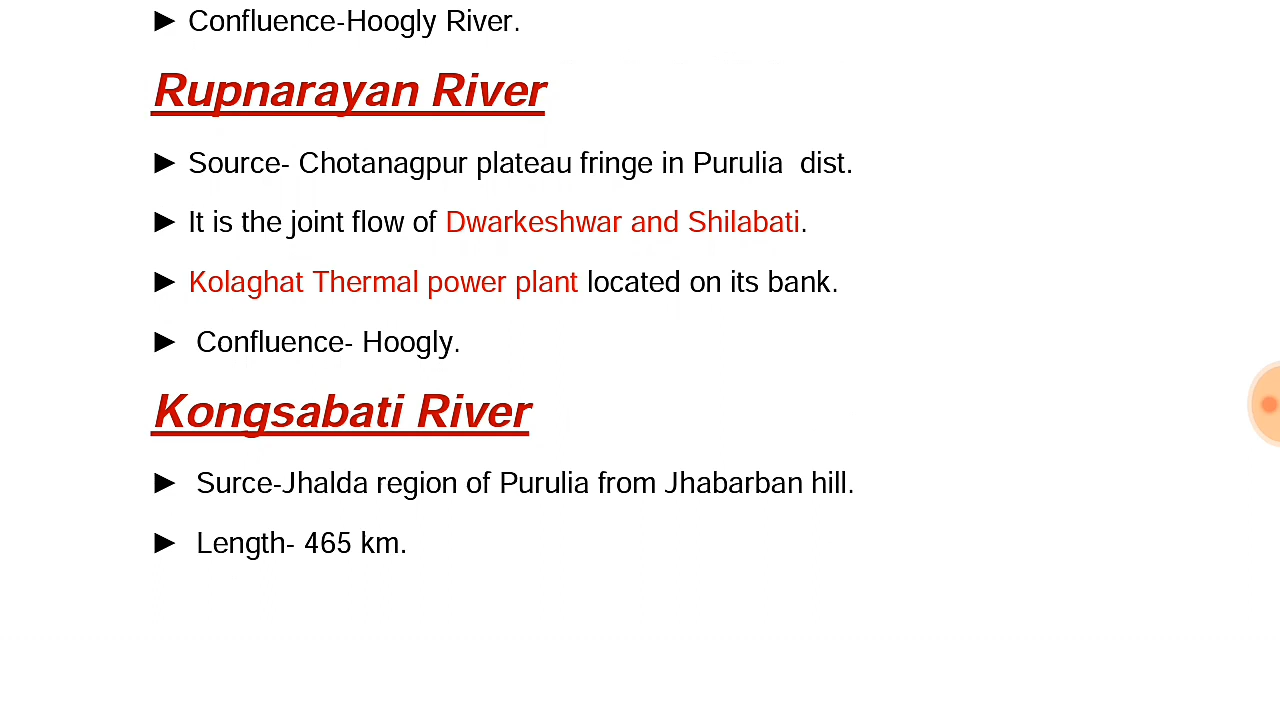 ► Confluence-Hoogly River.
Rupnarayan River
► Source- Chotanagpur plateau fringe in Purulia  dist.
► It is the joint flow of Dwarkeshwar and Shilabati.
► Kolaghat Thermal power plant located on its bank.
► Confluence- Hoogly.
Kongsabati River
► Surce-Jhalda region of Purulia from Jhabarban hill.
► Length- 465 km.